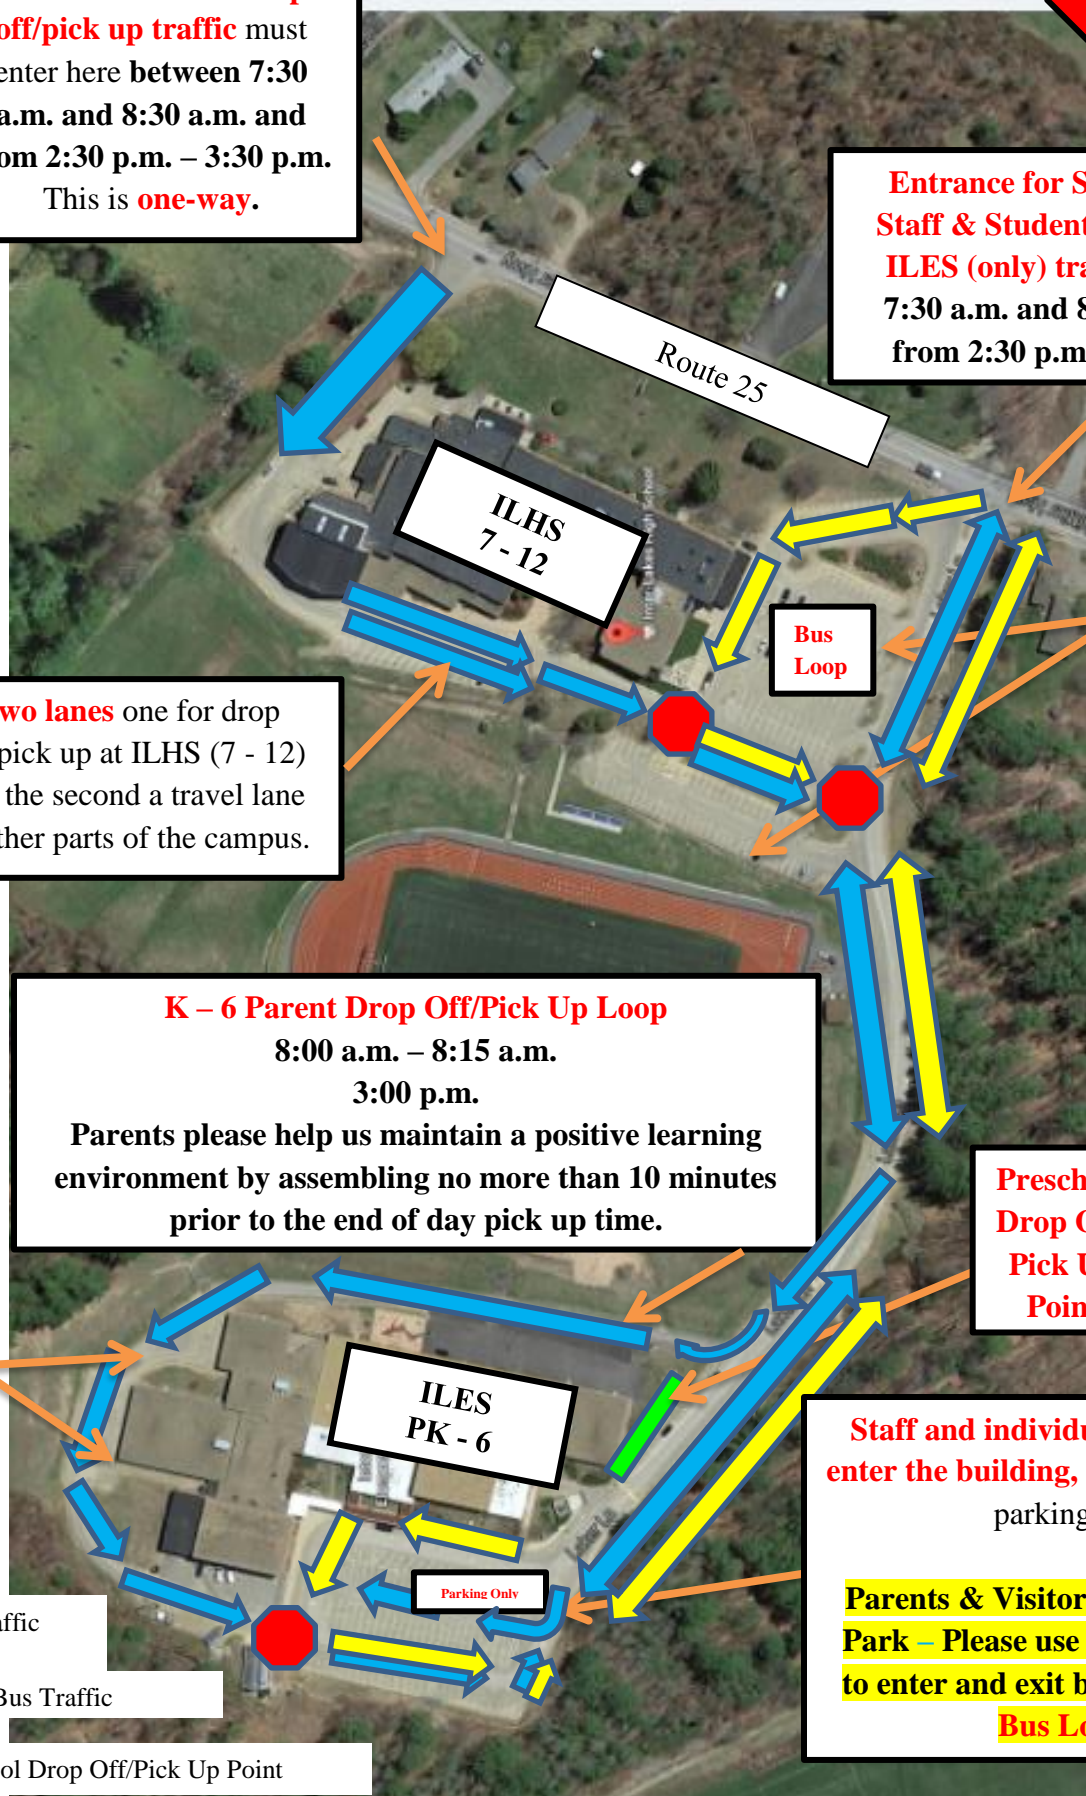 off/pick up traffic must
enter here between 7:30
a.m. and 8:30 a.m. and
om 2:30 p.m. – 3:30 p.m.
This is one-way.
Entrance for S
Staff & Student
ILES (only) tra
7:30 a.m. and 8
from 2:30 p.m
Route 25
ILHS
7 - 12
Inter-Lakes High School
Bus
Loop
wo lanes one for drop
pick up at ILHS (7 - 12)
the second a travel lane
ther parts of the campus.
K – 6 Parent Drop Off/Pick Up Loop
8:00 a.m. – 8:15 a.m.
3:00 p.m.
Parents please help us maintain a positive learning
environment by assembling no more than 10 minutes
prior to the end of day pick up time.
Presch
Drop O
Pick U
Poin
ILES
PK - 6
Staff and individu
enter the building,
parking
Parking Only
Parents & Visitor
Park – Please use
to enter and exit b
Bus Lo
affic
Bus Traffic
ol Drop Off/Pick Up Point